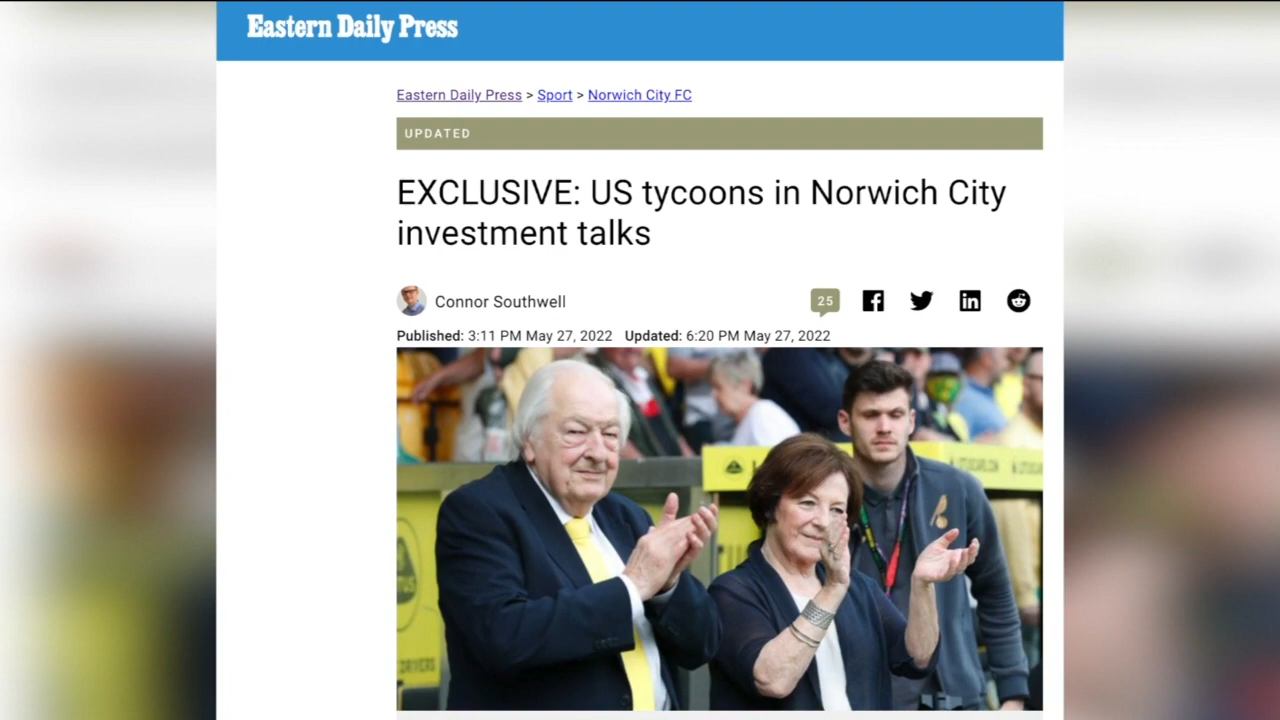 Eastern Daily Press
Eastern Daily Press > Sport > Norwich City FC
UPDATED
EXCLUSIVE: US tycoons in Norwich City
investment talks
Connor Southwell
25
Published: 3:11 PM May 27, 2022 Updated: 6:20 PM May 27, 2022